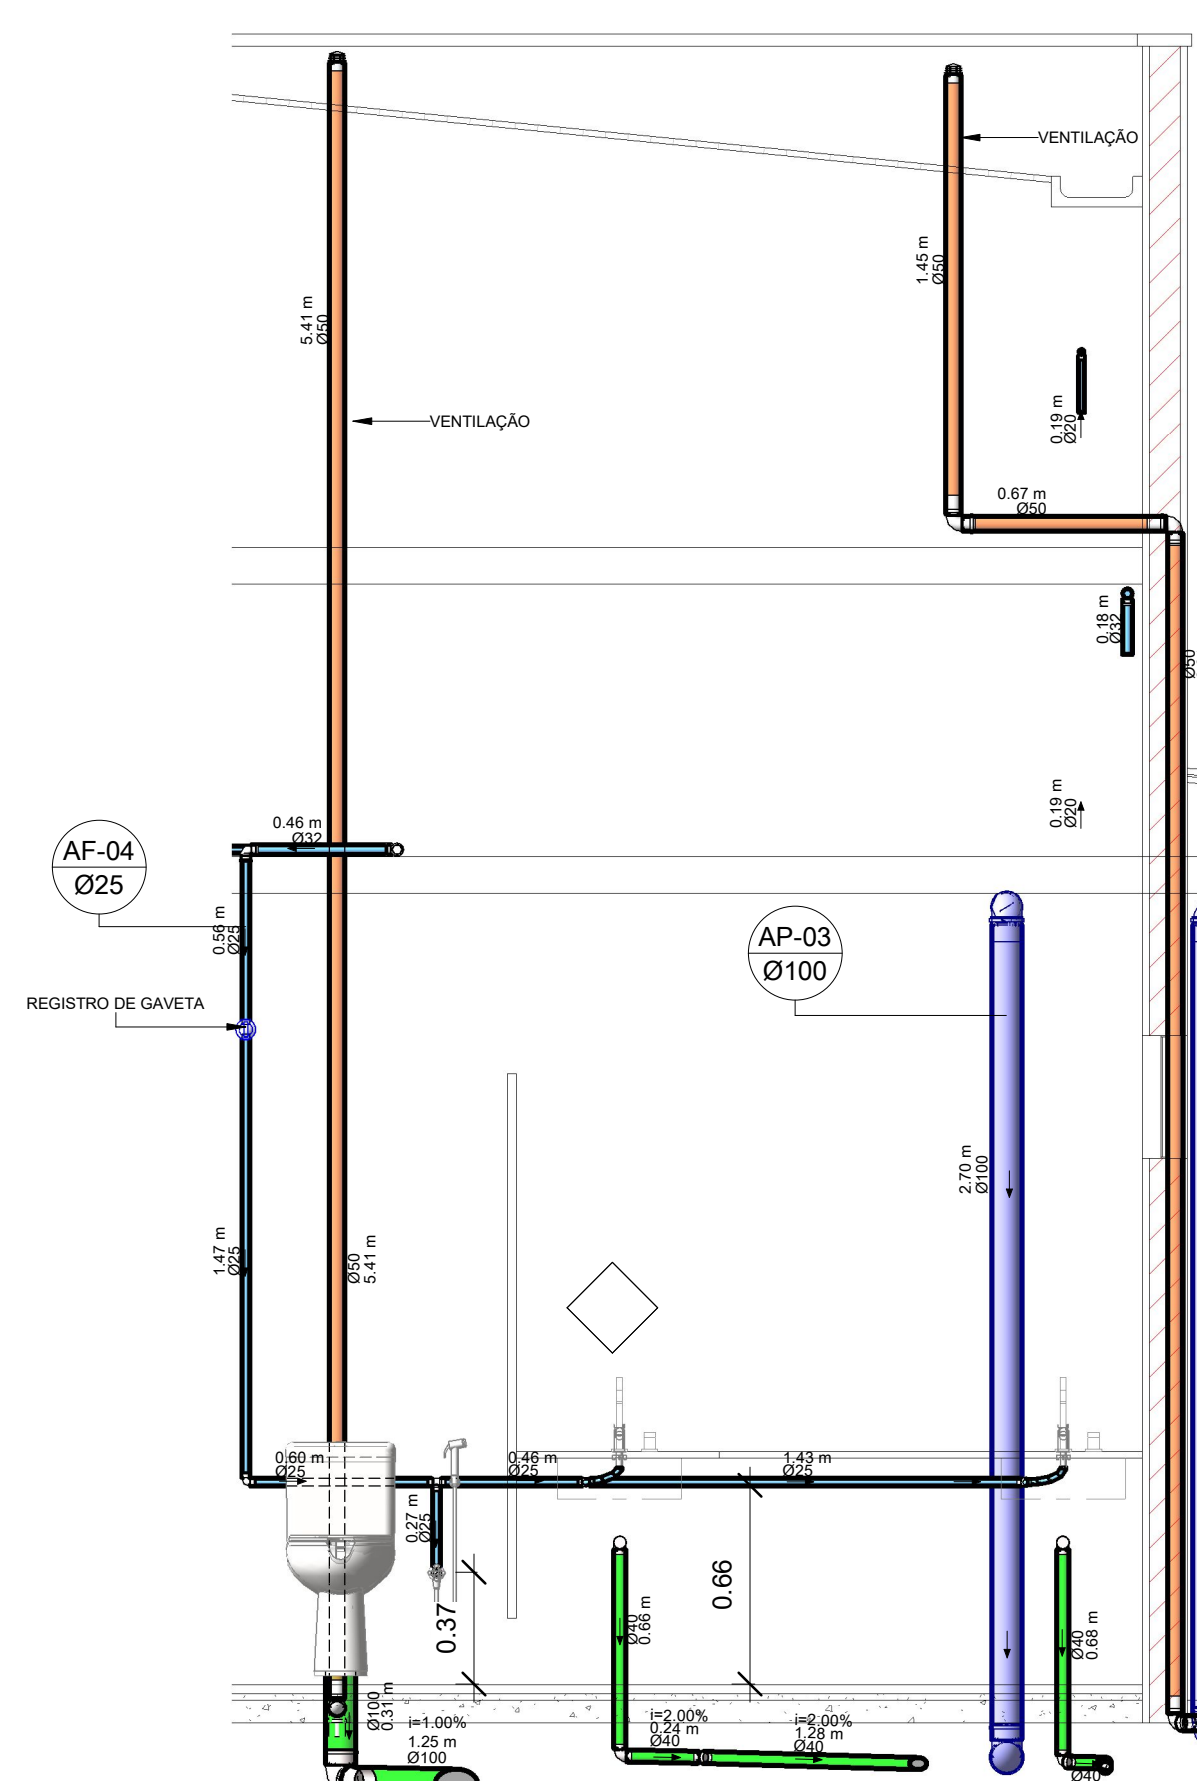 VENTILAÇÃO
1.45 m
Ø50
5.41 m
Ø50
VENTILAÇÃO
0.19 m
Ø20
0.67 m
Ø50
0.18 m
Ø32
Ø50
0.19 m
Ø20
0.46 m
Ø32
AF-04
Ø25
0.56 m
Ø25
AP-03
Ø100
REGISTRO DE GAVETA
2.70 m
Ø100
1.47 m
Ø25
Ø50
5.41 m
0.60 m
Ø25
0.46 m
Ø25
1.43 m
Ø25
0.27 m
Ø25
0.37
0.66
Ø40
0.66 m
Ø40
0.68 m
Ø100
0.31 m
i=1.00%
1.25 m
Ø100
i=2.00%
0.24 m
Ø40
i=2.00%
1.28 m
Ø40
Ø40